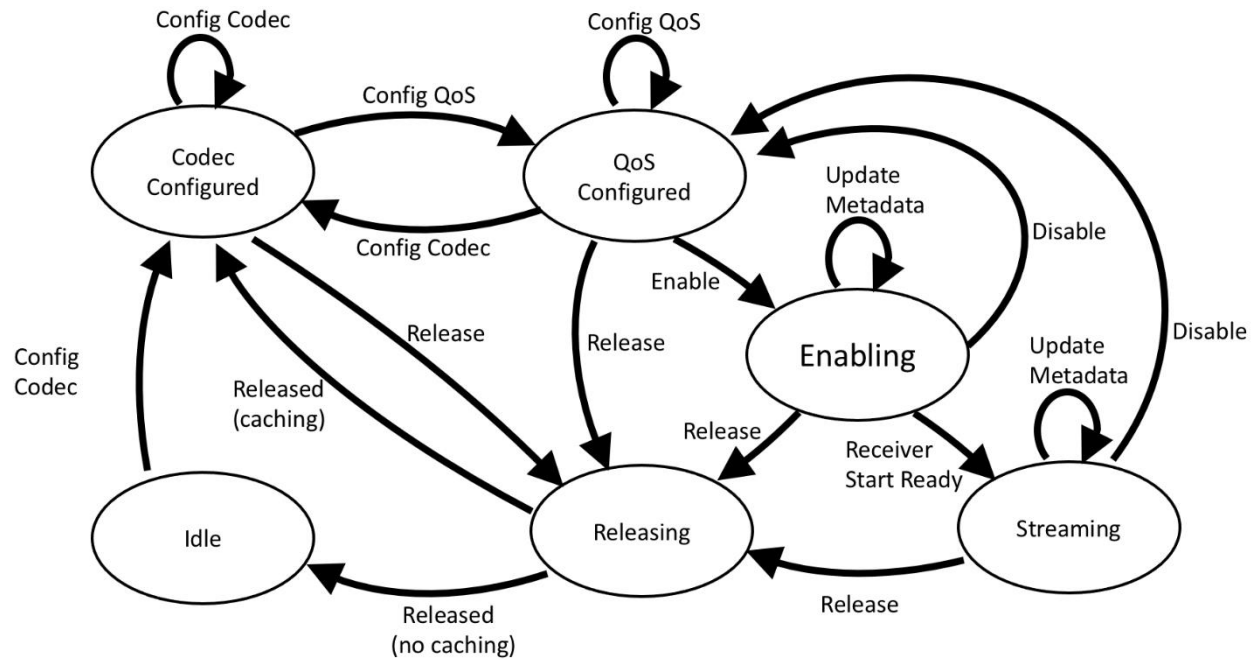 Config Codec
Config QoS
Config QoS
Codec
Configured
QoS
Configured
Update
Metadata
Disable
Config Codec
Enable
Release
Release
Config
Codec
Released
(caching)
Enabling
Update
Metadata
Disable
Release
Receiver
Start Ready
Idle
Releasing
Streaming
Release
Released
(no caching)